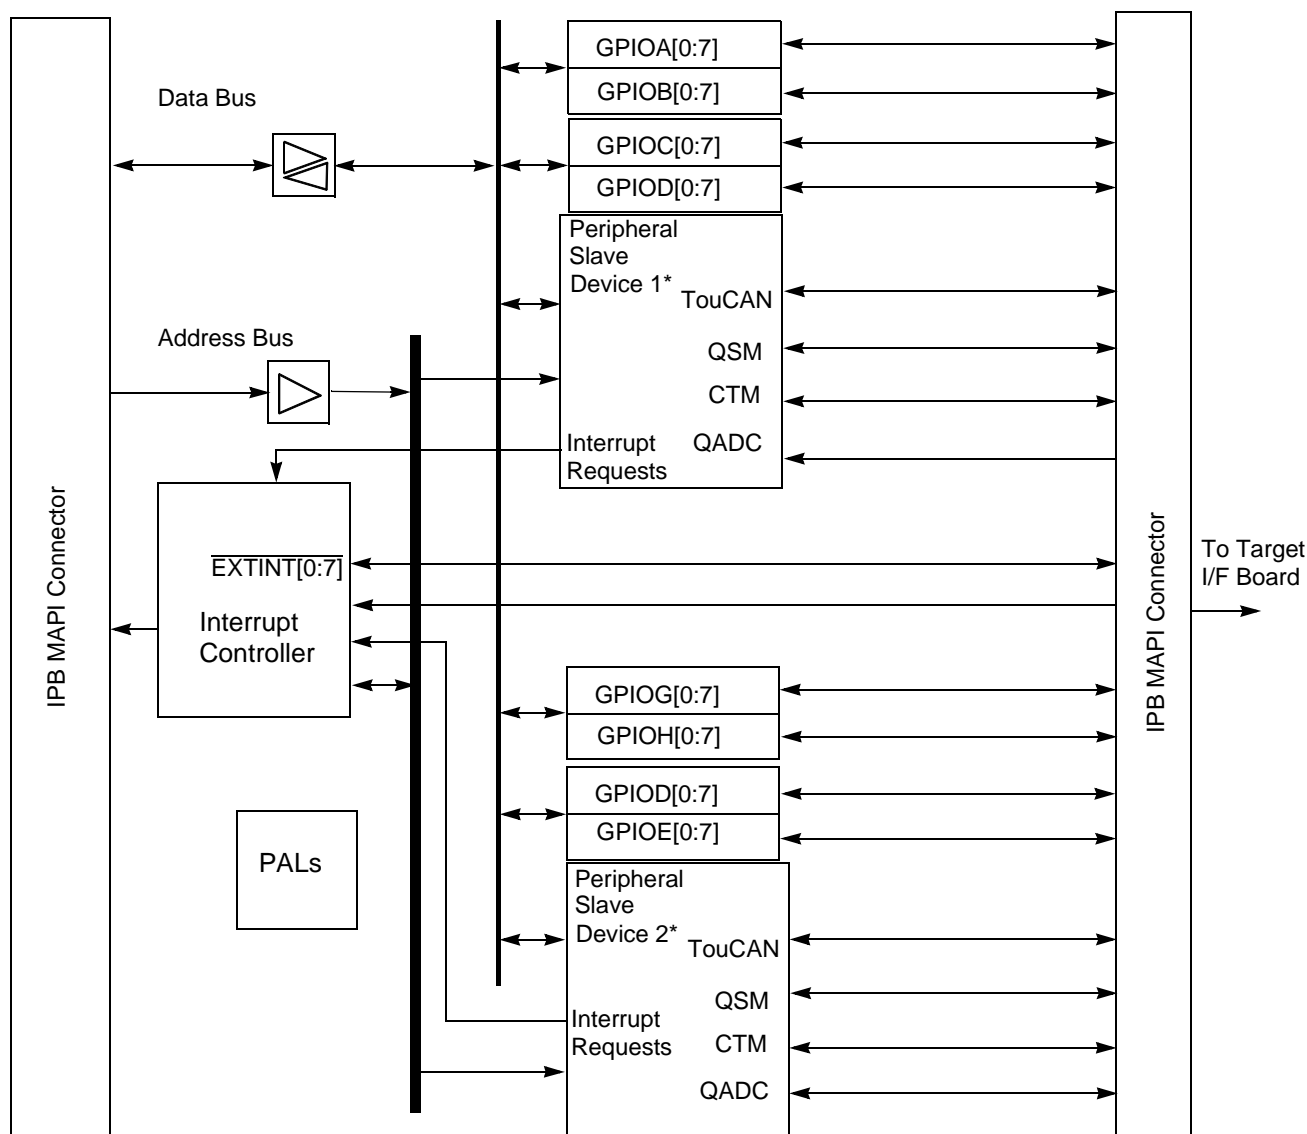 GPIOA[0:7]
GPIOB[0:7]
Data Bus
GPIOC[0:7]
GPIOD[0:7]
Peripheral
Slave
Device 1*
TouCAN
QSM
CTM
QADC
Interrupt
Requests
Address Bus
IPB MAPI Connector
EXTINT[0:7]
Interrupt
Controller
IPB MAPI Connector
To Target
I/F Board
GPIOG[0:7]
GPIOH[0:7]
GPIOD[0:7]
GPIOE[0:7]
PALs
Peripheral
Slave
Device 2*
TouCAN
QSM
Interrupt
Requests
CTM
QADC